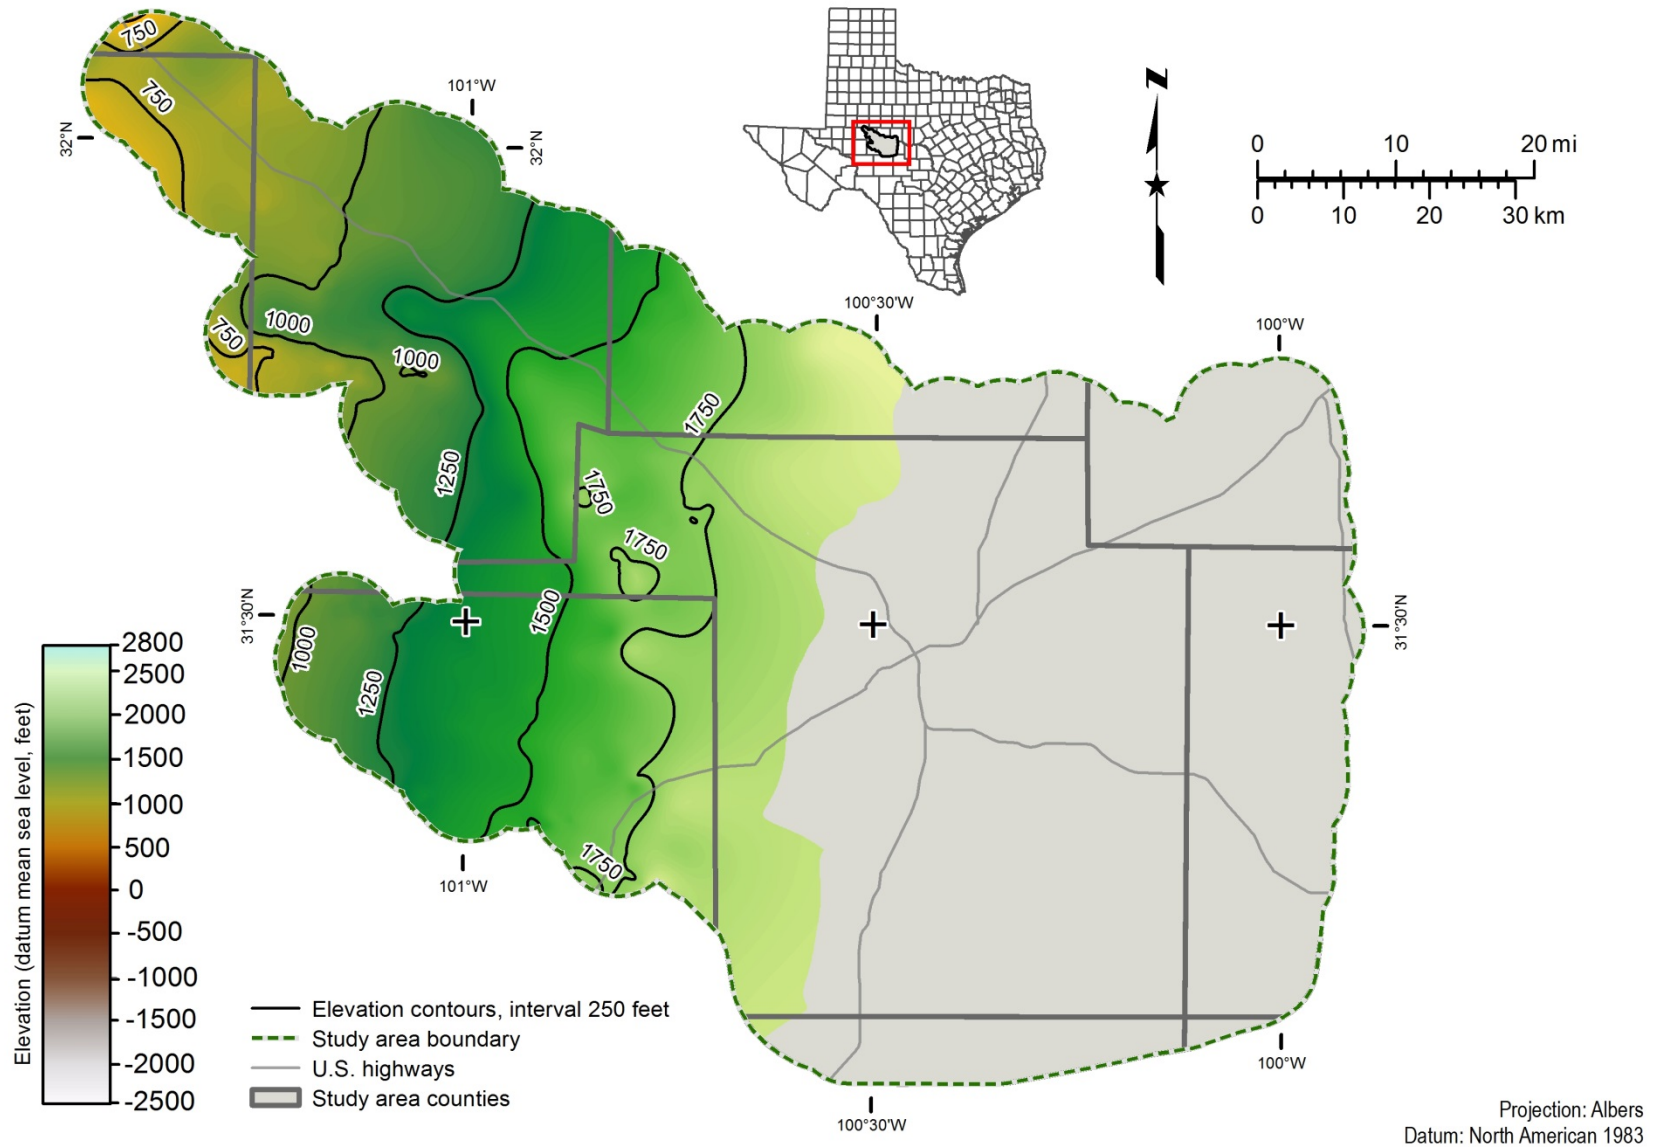 750
101°W
N
32°N
750
32°N
0 10 20 mi
0 10 20 30 km
100°30'W
1000
100°W
750
1000
1750
1250
1750
1750
31°30'N
1500
31°30'N
1000
1250
Elevation (datum mean sea level, feet)
2800
2500
2000
1500
1000
500
0
-500
-1000
-1500
-2000
-2500
1750
101°W
Elevation contours, interval 250 feet
Study area boundary
U.S. highways
Study area counties
100°W
100°30'W
Projection: Albers
Datum: North American 1983